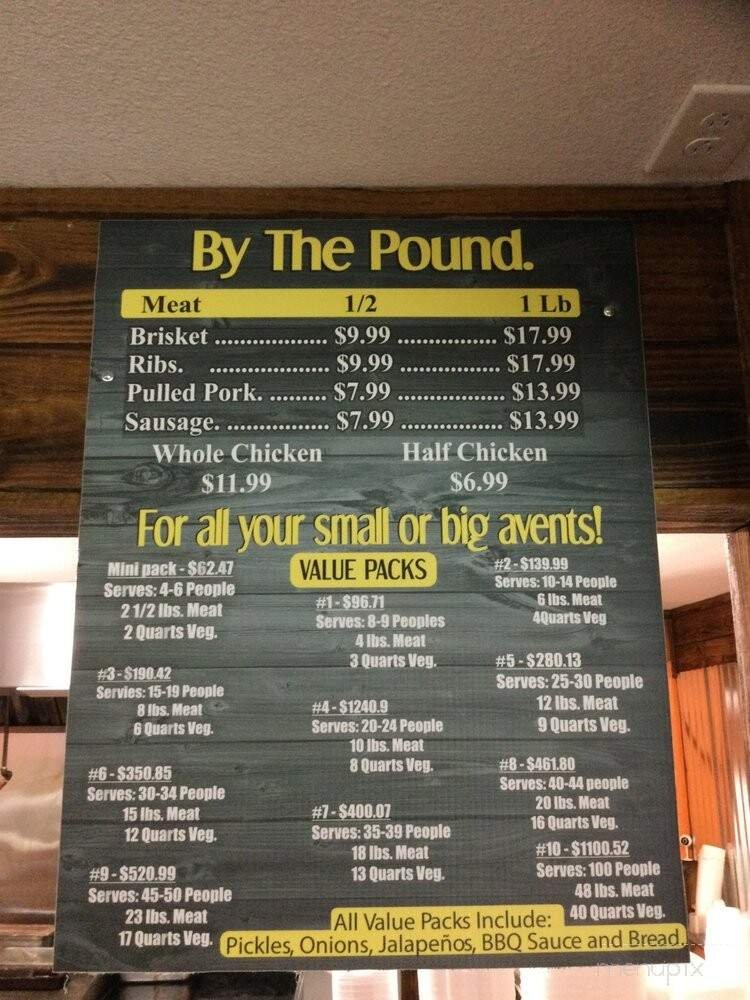 By The Pound.
Meat 1/2 1 Lb
Brisket .................. $9.99 ................ $17.99
Ribs. ................... $9.99 ................ $17.99
Pulled Pork. ......... $7.99 .................... $13.99
Sausage. ................ $7.99 ................. $13.99
Whole Chicken Half Chicken
$11.99 $6.99
For all your small or big avents!
VALUE PACKS
Mini pack - $62.47
Serves: 4-6 People
2 1/2 lbs. Meat
2 Quarts Veg.
#1 - $96.71
Serves: 8-9 Peoples
4 lbs. Meat
3 Quarts Veg.
#2 - $139.99
Serves: 10-14 People
6 lbs. Meat
4Quarts Veg
#3 - $190.42
Servies: 15-19 People
8 lbs. Meat
6 Quarts Veg.
#4 - $1240.9
Serves: 20-24 People
10 lbs. Meat
8 Quarts Veg.
#5 - $280.13
Serves: 25-30 People
12 lbs. Meat
9 Quarts Veg.
#6 - $350.85
Serves: 30-34 People
15 lbs. Meat
12 Quarts Veg.
#7 - $400.07
Serves: 35-39 People
18 lbs. Meat
13 Quarts Veg.
#8 - $461.80
Serves: 40-44 people
20 lbs. Meat
16 Quarts Veg.
#9 - $520.99
Serves: 45-50 People
23 lbs. Meat
17 Quarts Veg.
#10 - $1100.52
Serves: 100 People
48 lbs. Meat
40 Quarts Veg.
All Value Packs Include:
Pickles, Onions, Jalapeños, BBQ Sauce and Bread.
menupix